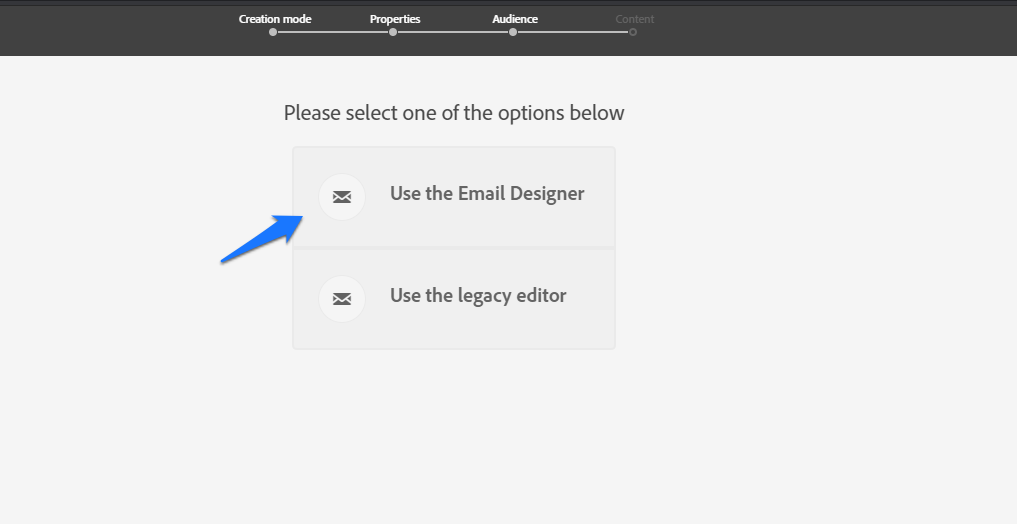 Creation mode Properties Audience Content
Please select one of the options below
Use the Email Designer
Use the legacy editor